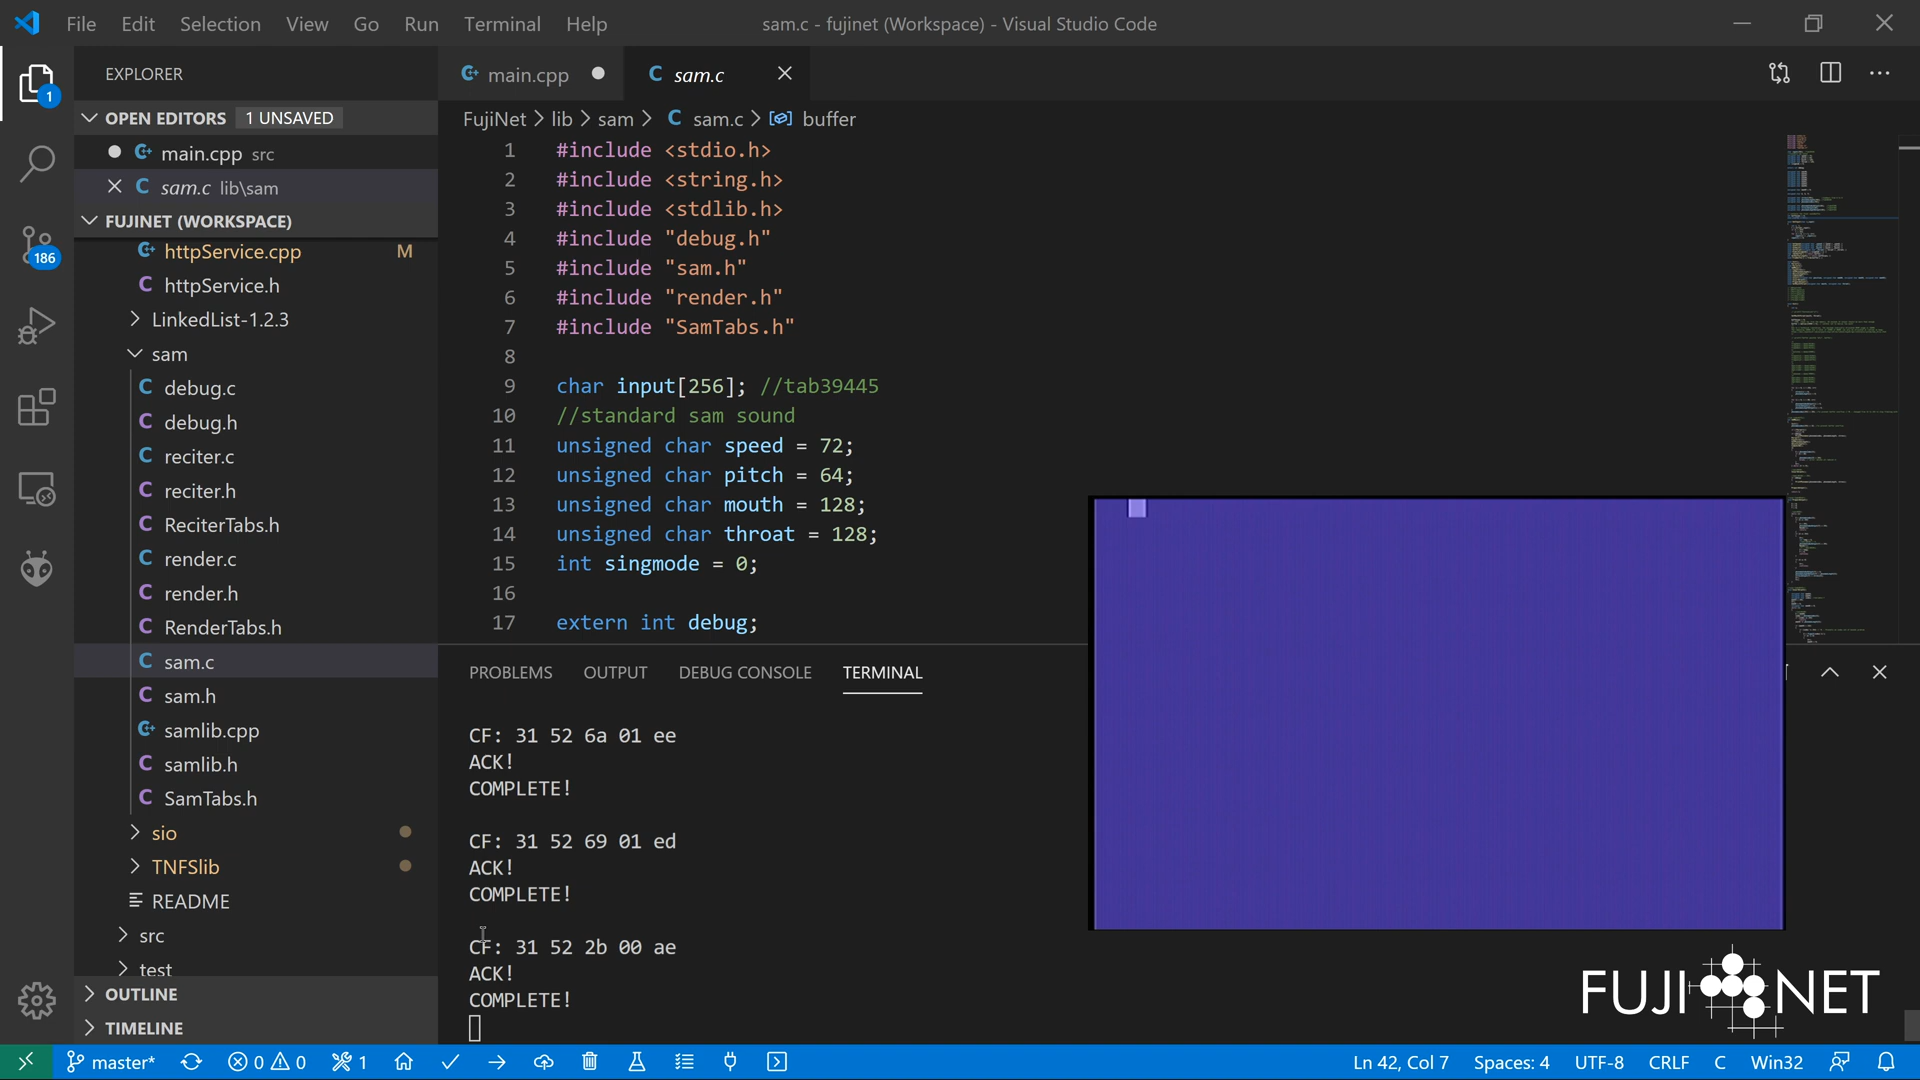 File Edit Selection View Go Run Terminal Help
sam.c - fujinet (Workspace) - Visual Studio Code
EXPLORER
OPEN EDITORS 1 UNSAVED
main.cpp src
sam.c lib\sam
FUJINET (WORKSPACE)
httpService.cpp M
httpService.h
LinkedList-1.2.3
sam
debug.c
debug.h
reciter.c
reciter.h
ReciterTabs.h
render.c
render.h
RenderTabs.h
sam.c
sam.h
samlib.cpp
samlib.h
SamTabs.h
sio
TNFSlib
README
src
test
OUTLINE
TIMELINE
1
186
main.cpp sam.c
FujiNet > lib > sam > C sam.c > buffer
1 #include <stdio.h>
2 #include <string.h>
3 #include <stdlib.h>
4 #include "debug.h"
5 #include "sam.h"
6 #include "render.h"
7 #include "SamTabs.h"
8
9 char input[256]; //tab39445
10 //standard sam sound
11 unsigned char speed = 72;
12 unsigned char pitch = 64;
13 unsigned char mouth = 128;
14 unsigned char throat = 128;
15 int singmode = 0;
16
17 extern int debug;
PROBLEMS OUTPUT DEBUG CONSOLE TERMINAL
CF: 31 52 6a 01 ee
ACK!
COMPLETE!
CF: 31 52 69 01 ed
ACK!
COMPLETE!
CF: 31 52 2b 00 ae
ACK!
COMPLETE!
FUJINET
master* 0 0 1
Ln 42, Col 7 Spaces: 4 UTF-8 CRLF C Win32